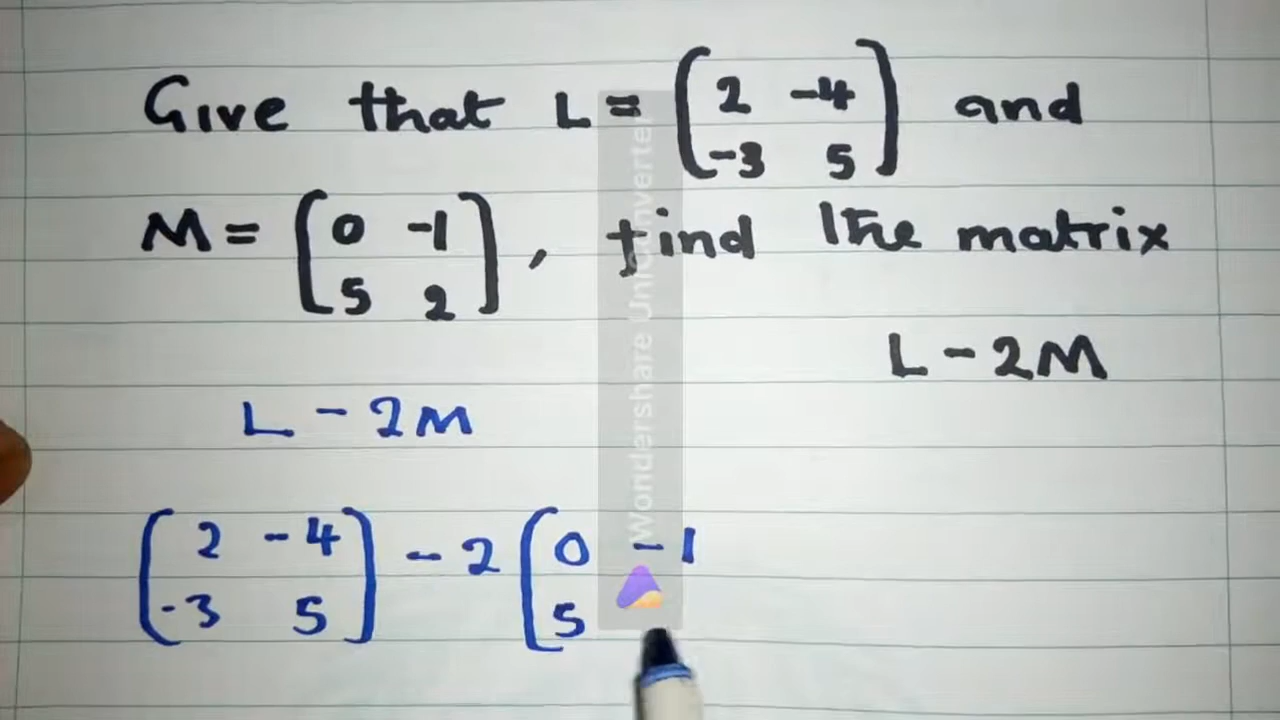 Give that L = (2 -4
-3 5) and
M = (0 -1
5 2), find the matrix
L - 2M
L - 2M
(2 -4
-3 5) - 2 (0 -1
5
Wondershare UniConverter